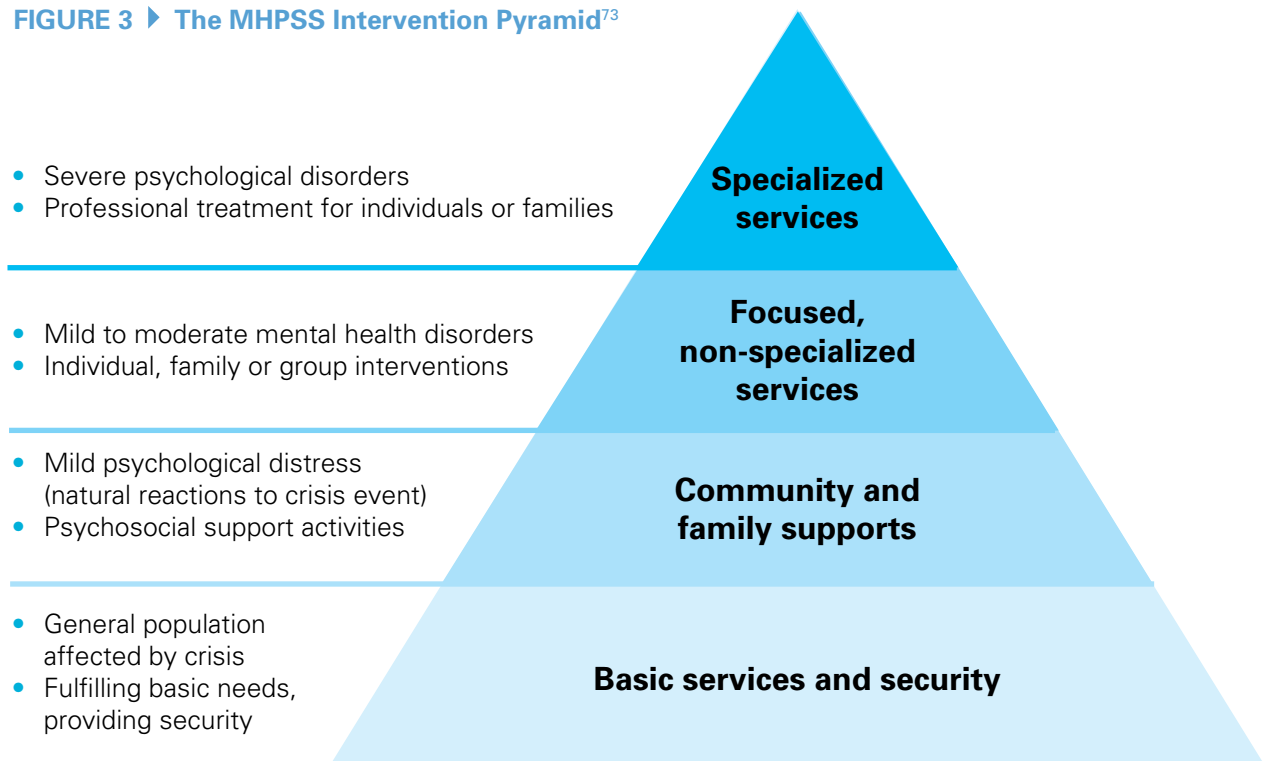 FIGURE 3 ▶ The MHPSS Intervention Pyramid73
• Severe psychological disorders
• Professional treatment for individuals or families
Specialized
services
• Mild to moderate mental health disorders
• Individual, family or group interventions
Focused,
non-specialized
services
• Mild psychological distress
(natural reactions to crisis event)
• Psychosocial support activities
Community and
family supports
• General population
affected by crisis
• Fulfilling basic needs,
providing security
Basic services and security